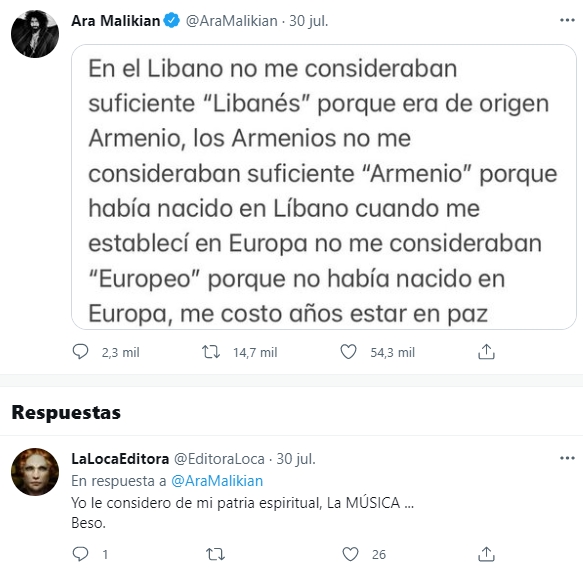 Ara Malikian @AraMalikian · 30 jul.
En el Libano no me consideraban
suficiente “Libanés” porque era de origen
Armenio, los Armenios no me
consideraban suficiente “Armenio” porque
había nacido en Líbano cuando me
establecí en Europa no me consideraban
“Europeo” porque no había nacido en
Europa, me costo años estar en paz
2,3 mil 14,7 mil 54,3 mil
Respuestas
LaLocaEditora @EditoraLoca · 30 jul.
En respuesta a @AraMalikian
Yo le considero de mi patria espiritual, La MÚSICA ...
Beso.
1 26